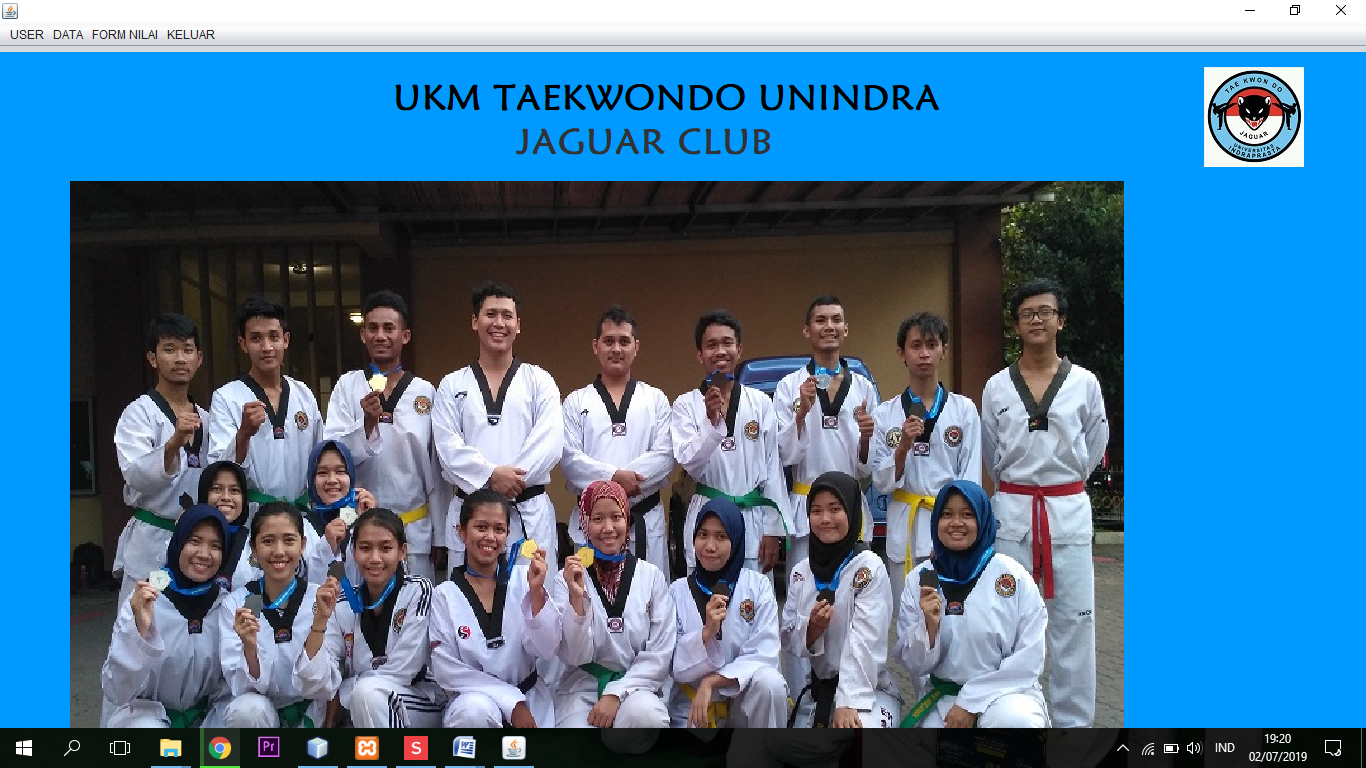 USER DATA FORM NILAI KELUAR
UKM TAEKWONDO UNINDRA
JAGUAR CLUB
TAE KWON DO
JAGUAR
UNIVERSITAS
INDRAPRASTA
Pr
S
W
IND
19:20
02/07/2019